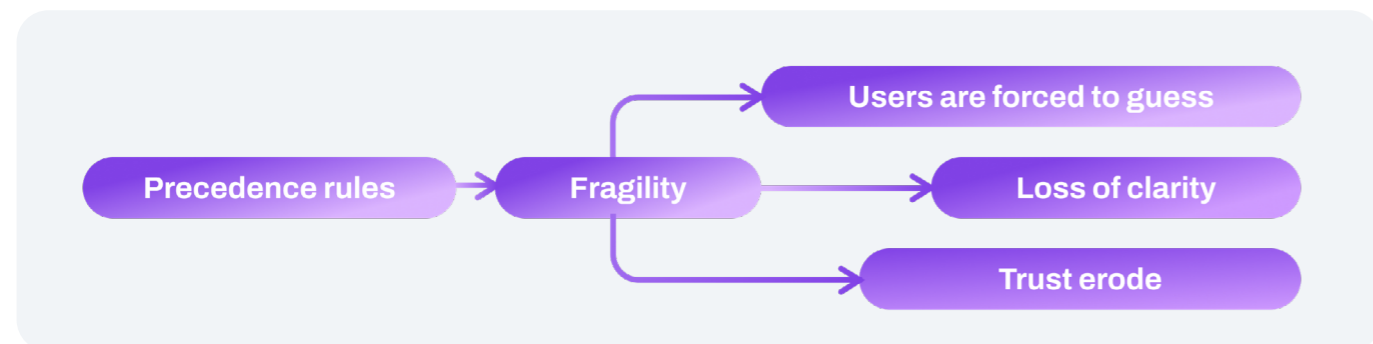 Users are forced to guess
Precedence rules
Fragility
Loss of clarity
Trust erode